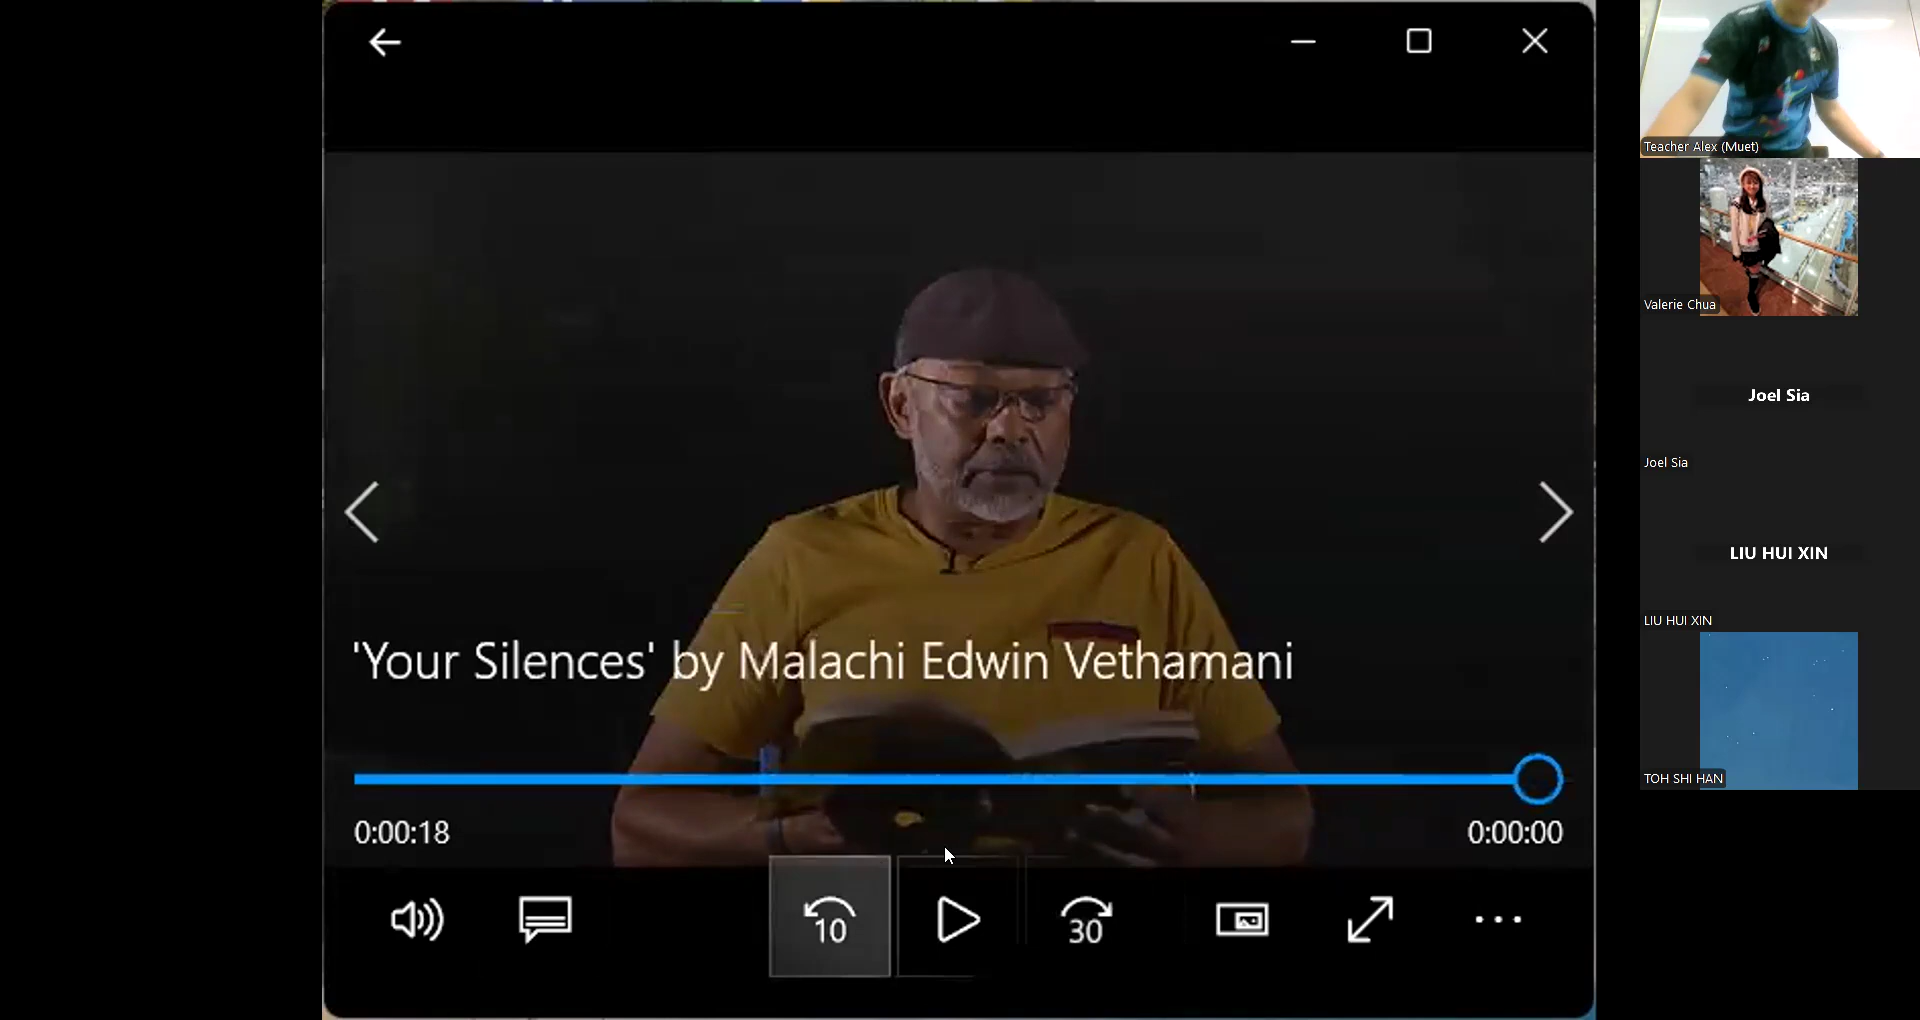 'Your Silences' by Malachi Edwin Vethamani
0:00:18
0:00:00
10
30
Teacher Alex (Muet)
Valerie Chua
Joel Sia
Joel Sia
LIU HUI XIN
LIU HUI XIN
TOH SHI HAN